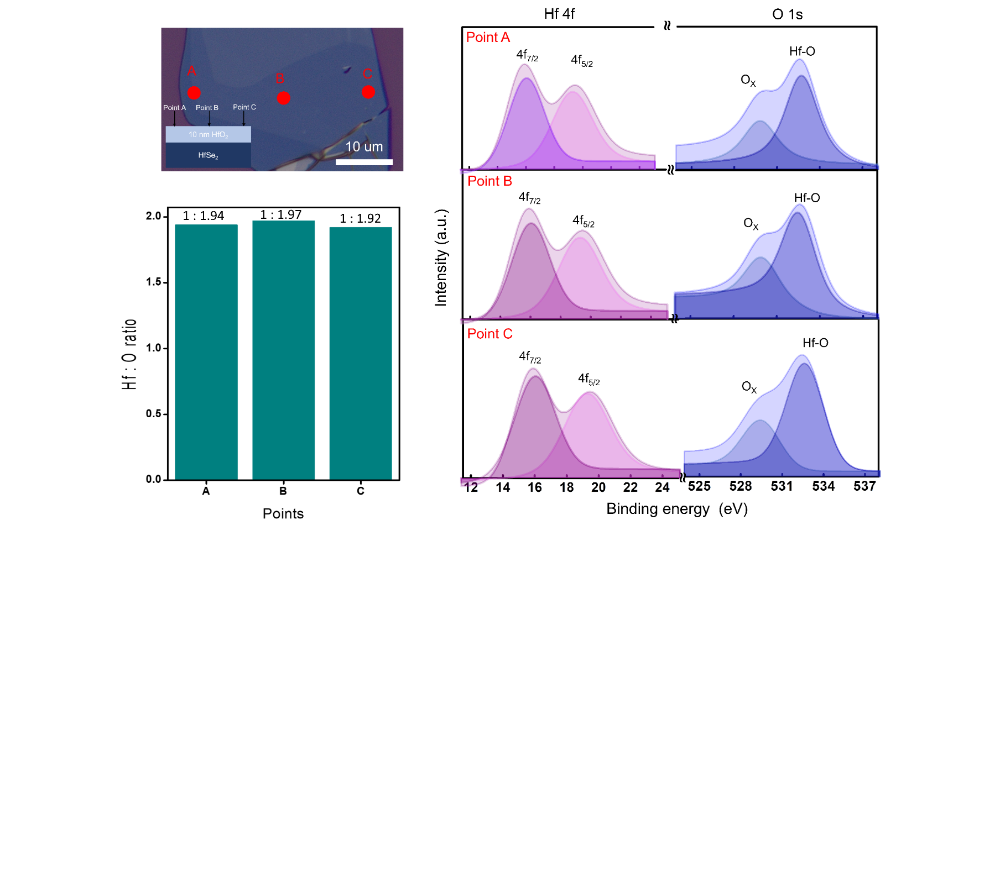 A
B
C
Point A
Point B
Point C
10 nm HfO₂
HfSe₂
10 um
2.0
1.5
1.0
0.5
0.0
1 : 1.94
1 : 1.97
1 : 1.92
Hf : O ratio
A
B
C
Points
Hf 4f
O 1s
Point A
4f₇/₂
4f₅/₂
Oₓ
Hf-O
Point B
4f₇/₂
4f₅/₂
Oₓ
Hf-O
Point C
4f₇/₂
4f₅/₂
Oₓ
Hf-O
Intensity (a.u.)
12 14 16 18 20 22 24 525 528 531 534 537
Binding energy (eV)